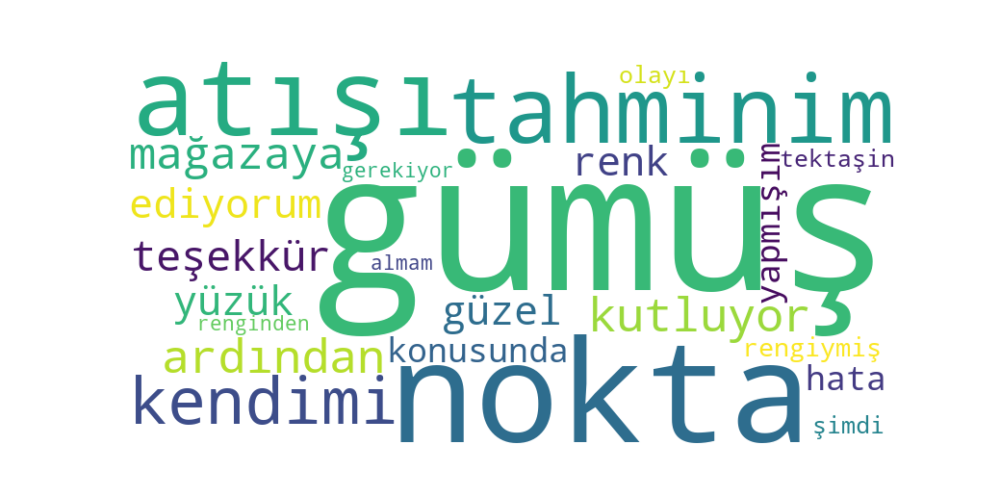 olayı
atışı
tahminim
mağazaya
renk
tektaşin
gerekiyor
gümüş
yapmışım
ediyorum
teşekkür
almam
yüzük
güzel
kutluyor
renginden
ardından
konusunda
rengiymiş
kendimi
nokta
hata
şimdi